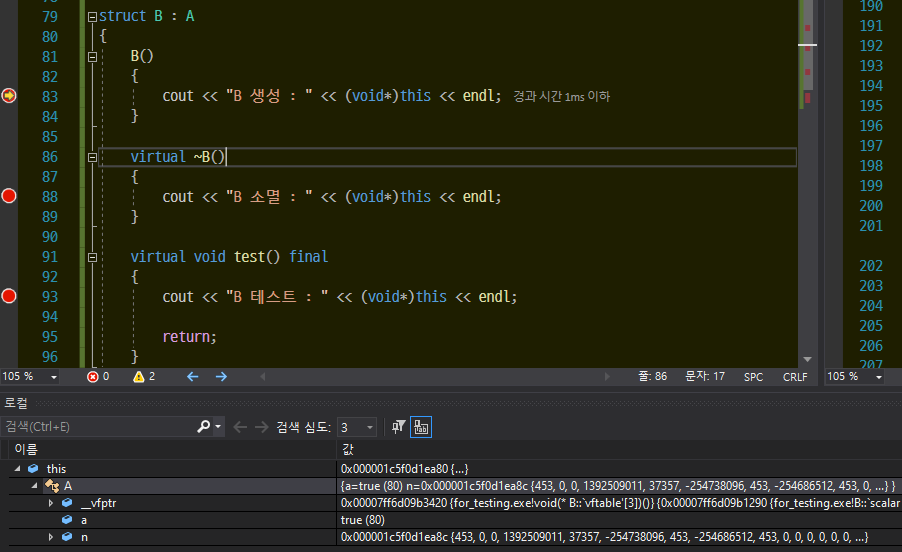 79 struct B : A
80 {
81 B()
82 {
83 cout << "B 생성 : " << (void*)this << endl; 경과 시간 1ms 이하
84 }
85
86 virtual ~B()
87 {
88 cout << "B 소멸 : " << (void*)this << endl;
89 }
90
91 virtual void test() final
92 {
93 cout << "B 테스트 : " << (void*)this << endl;
94
95 return;
96 }
190
191
192
193
194
195
196
197
198
199
200
201
202
203
204
205
206
207
105 % 0 2 줄: 86 문자: 17 SPC CRLF 105 %
로컬
검색(Ctrl+E) 검색 심도: 3
이름 값
this 0x000001c5f0d1ea80 {...}
A {a=true (80) n=0x000001c5f0d1ea8c {453, 0, 0, 1392509011, 37357, -254738096, 453, -254686512, 453, 0, ...} }
__vfptr 0x00007ff6d09b3420 {for_testing.exe!void(* B::`vftable'[3])()} {0x00007ff6d09b1290 {for_testing.exe!B::`scalar
a true (80)
n 0x000001c5f0d1ea8c {453, 0, 0, 1392509011, 37357, -254738096, 453, -254686512, 453, 0, 0, 0, 0, 0, 0, ...}